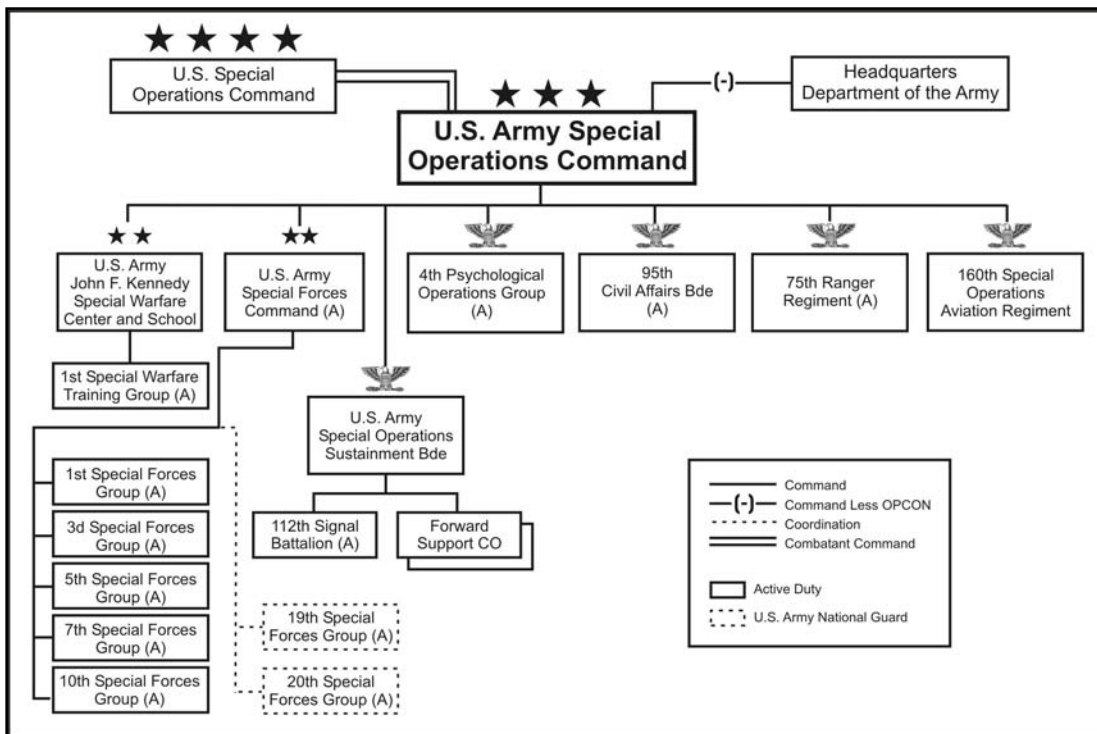 U.S. Special
Operations Command
(-)
Headquarters
Department of the Army
U.S. Army Special
Operations Command
U.S. Army
John F. Kennedy
Special Warfare
Center and School
U.S. Army
Special Forces
Command (A)
4th Psychological
Operations Group
(A)
95th
Civil Affairs Bde
(A)
75th Ranger
Regiment (A)
160th Special
Operations
Aviation Regiment
1st Special Warfare
Training Group (A)
U.S. Army
Special Operations
Sustainment Bde
1st Special Forces
Group (A)
3d Special Forces
Group (A)
5th Special Forces
Group (A)
7th Special Forces
Group (A)
10th Special Forces
Group (A)
112th Signal
Battalion (A)
Forward
Support CO
19th Special
Forces Group (A)
20th Special
Forces Group (A)
Command
(-) Command Less OPCON
Coordination
Combatant Command
Active Duty
U.S. Army National Guard